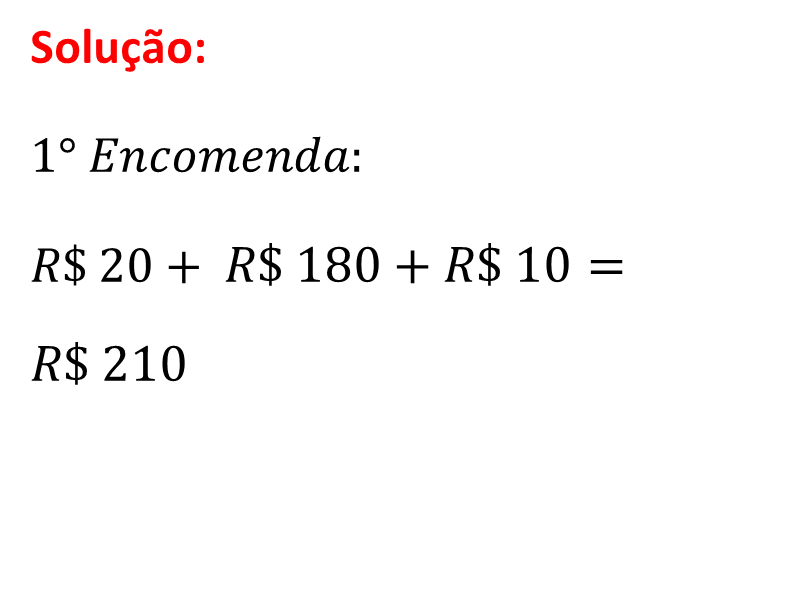 Solução:
1° Encomenda:
R$ 20 + R$ 180 + R$ 10 =
R$ 210